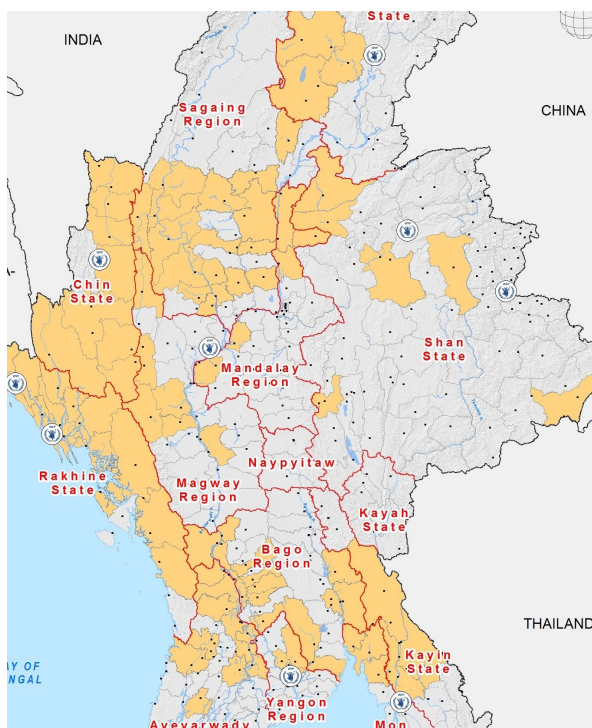 State
INDIA
Sagaing
Region
CHINA
A-
Chin
State
Shan
State
Mandalay
Region
Rakhine
State
Naypyitaw
Magway
Region
Kayah
State
Bago
Region
THAILAND
Kayin
State
AY OF
NGAL
Yangon
Region
Ayeyarwady
Mon